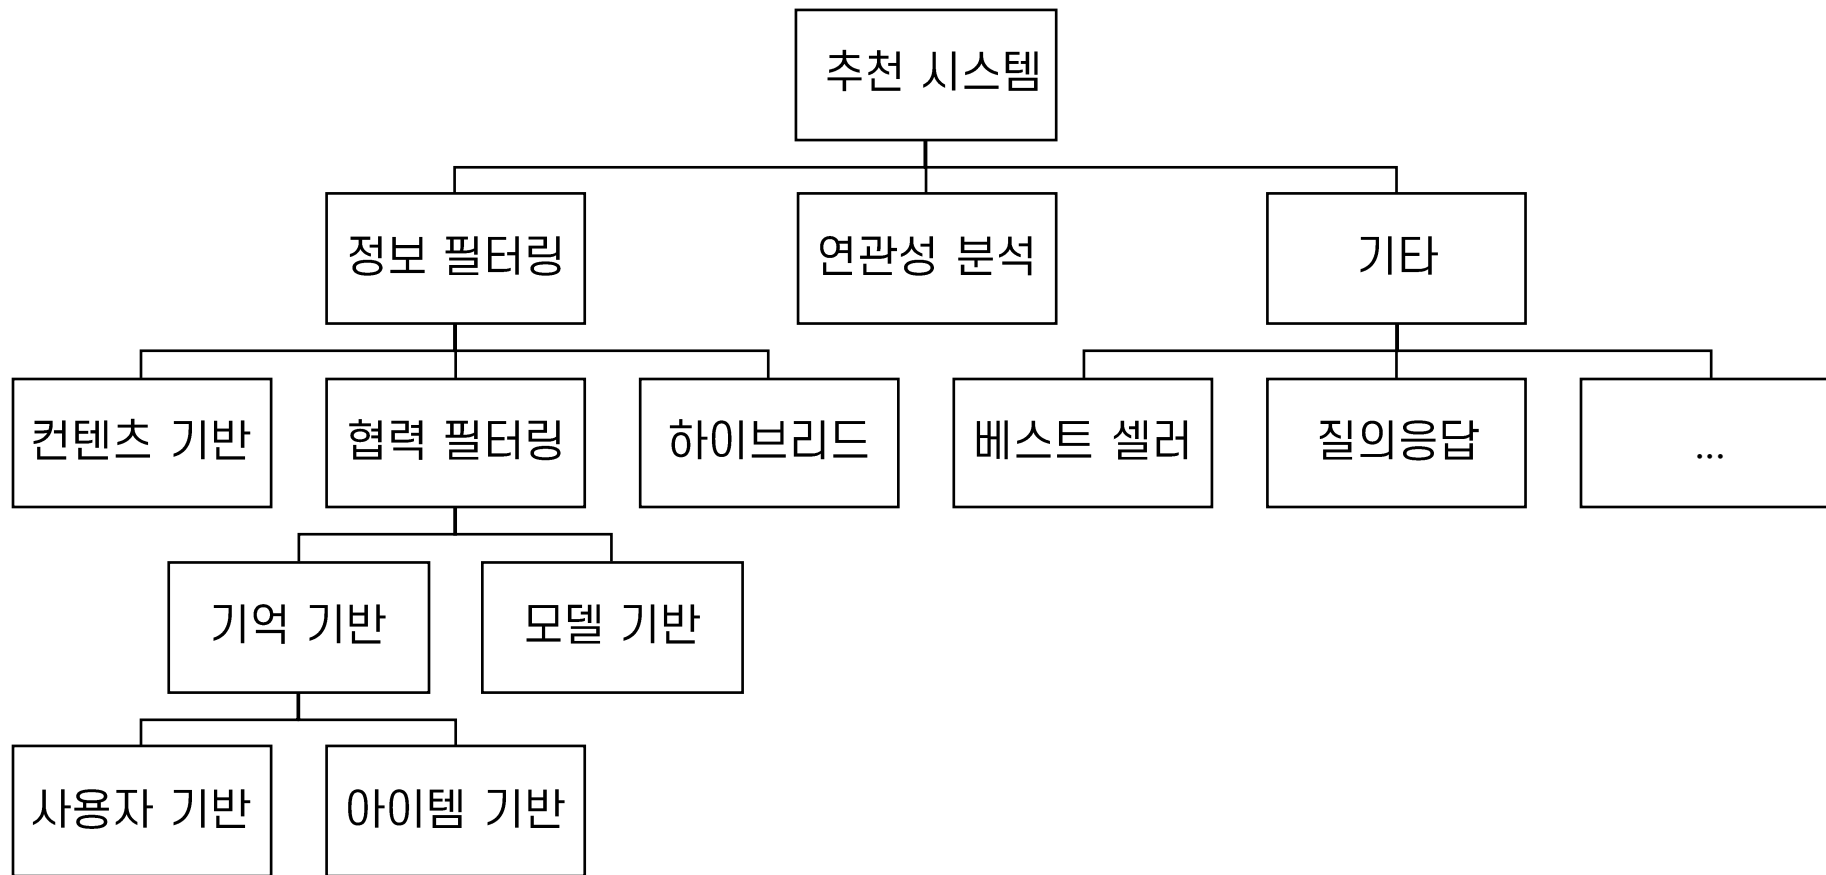 추천 시스템
정보 필터링
연관성 분석
기타
컨텐츠 기반
협력 필터링
하이브리드
베스트 셀러
질의응답
...
기억 기반
모델 기반
사용자 기반
아이템 기반